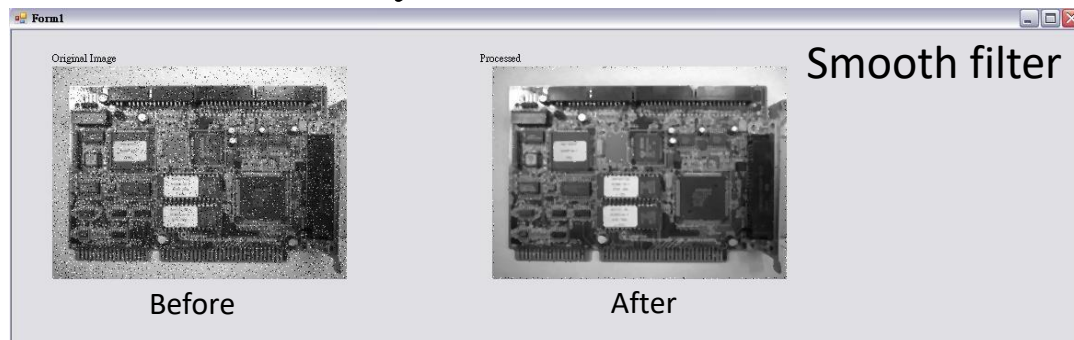 Form1
Original Image
Processed
Smooth filter
Before
After